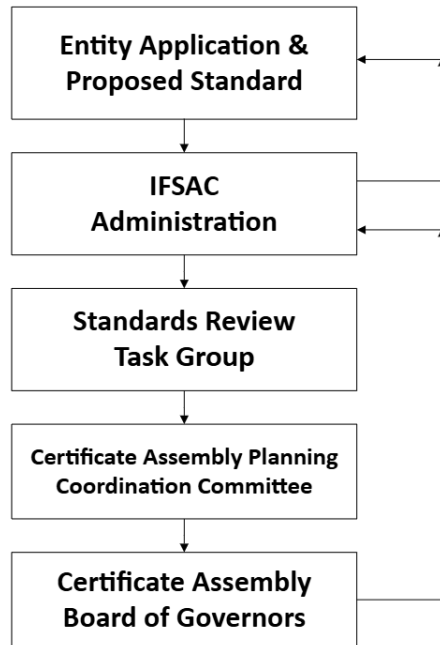 Entity Application &
Proposed Standard
IFSAC
Administration
Standards Review
Task Group
Certificate Assembly Planning
Coordination Committee
Certificate Assembly
Board of Governors